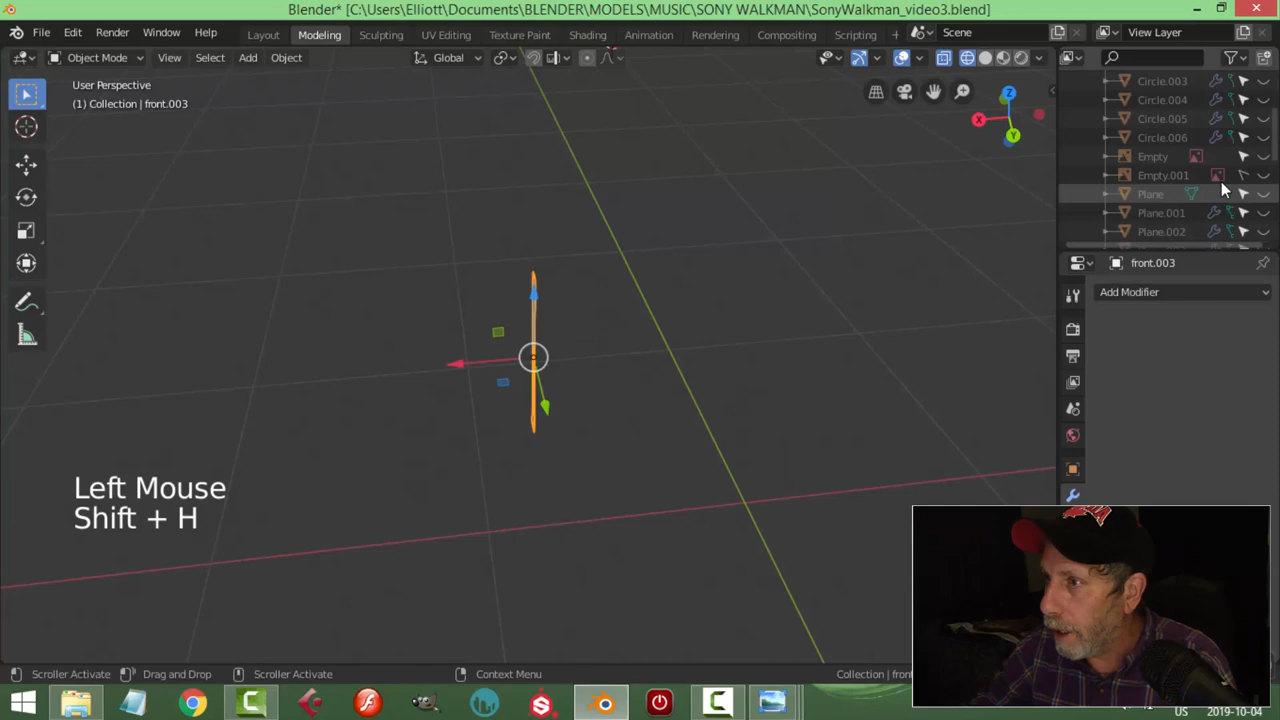 Blender* [C:\Users\Elliott\Documents\BLENDER\MODELS\MUSIC\SONY WALKMAN\SonyWalkman_video3.blend]
File Edit Render Window Help Layout Modeling Sculpting UV Editing Texture Paint Shading Animation Rendering Compositing Scripting Scene View Layer
Object Mode View Select Add Object Global
User Perspective
(1) Collection | front.003
Z
X
Y
Circle.003
Circle.004
Circle.005
Circle.006
Empty
Empty.001
Plane
Plane.001
Plane.002
front.003
Add Modifier
Left Mouse
Shift + H
Scroller Activate Drag and Drop Scroller Activate Context Menu Collection | front.003
US 2019-10-04